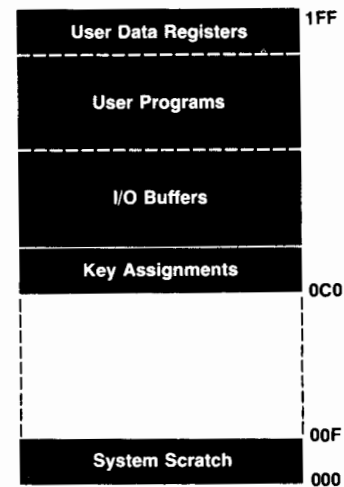 1FF
User Data Registers
User Programs
I/O Buffers
Key Assignments
0C0
00F
System Scratch
000